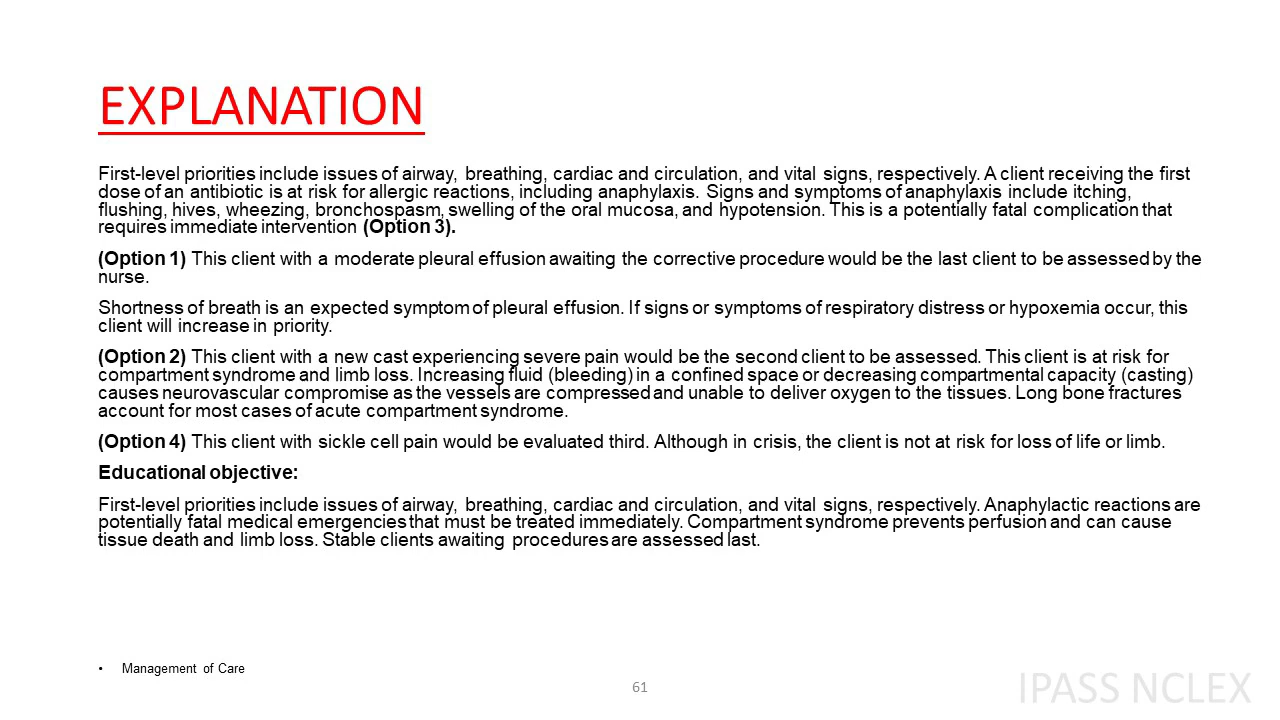 EXPLANATION
First-level priorities include issues of airway, breathing, cardiac and circulation, and vital signs, respectively. A client receiving the first
dose of an antibiotic is at risk for allergic reactions, including anaphylaxis. Signs and symptoms of anaphylaxis include itching,
flushing, hives, wheezing, bronchospasm, swelling of the oral mucosa, and hypotension. This is a potentially fatal complication that
requires immediate intervention (Option 3).
(Option 1) This client with a moderate pleural effusion awaiting the corrective procedure would be the last client to be assessed by the
nurse.
Shortness of breath is an expected symptom of pleural effusion. If signs or symptoms of respiratory distress or hypoxemia occur, this
client will increase in priority.
(Option 2) This client with a new cast experiencing severe pain would be the second client to be assessed. This client is at risk for
compartment syndrome and limb loss. Increasing fluid (bleeding) in a confined space or decreasing compartmental capacity (casting)
causes neurovascular compromise as the vessels are compressed and unable to deliver oxygen to the tissues. Long bone fractures
account for most cases of acute compartment syndrome.
(Option 4) This client with sickle cell pain would be evaluated third. Although in crisis, the client is not at risk for loss of life or limb.
Educational objective:
First-level priorities include issues of airway, breathing, cardiac and circulation, and vital signs, respectively. Anaphylactic reactions are
potentially fatal medical emergencies that must be treated immediately. Compartment syndrome prevents perfusion and can cause
tissue death and limb loss. Stable clients awaiting procedures are assessed last.
• Management of Care
61
IPASS NCLEX